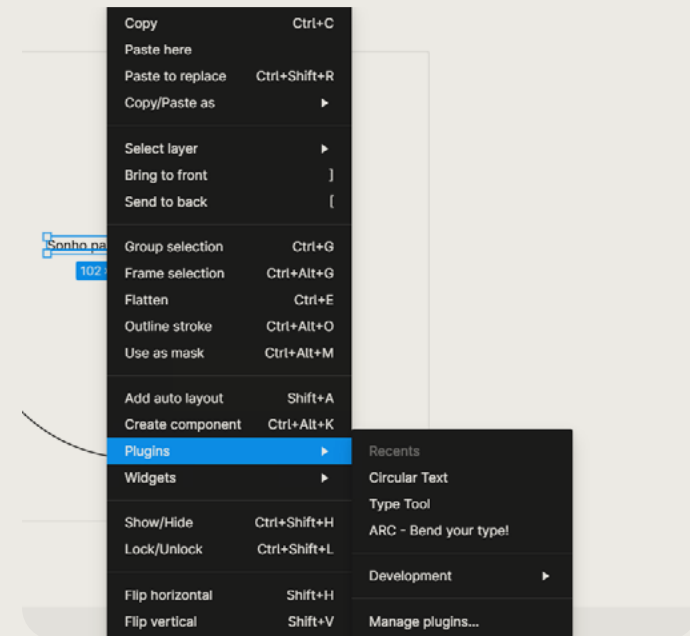 Copy Ctrl+C
Paste here
Paste to replace Ctrl+Shift+R
Copy/Paste as
Select layer
Bring to front ]
Send to back [
Sonho pa
Group selection Ctrl+G
102
Frame selection Ctrl+Alt+G
Flatten Ctrl+E
Outline stroke Ctrl+Alt+O
Use as mask Ctrl+Alt+M
Add auto layout Shift+A
Create component Ctrl+Alt+K
Plugins
Widgets
Show/Hide Ctrl+Shift+H
Lock/Unlock Ctrl+Shift+L
Flip horizontal Shift+H
Flip vertical Shift+V
Recents
Circular Text
Type Tool
ARC - Bend your type!
Development
Manage plugins...